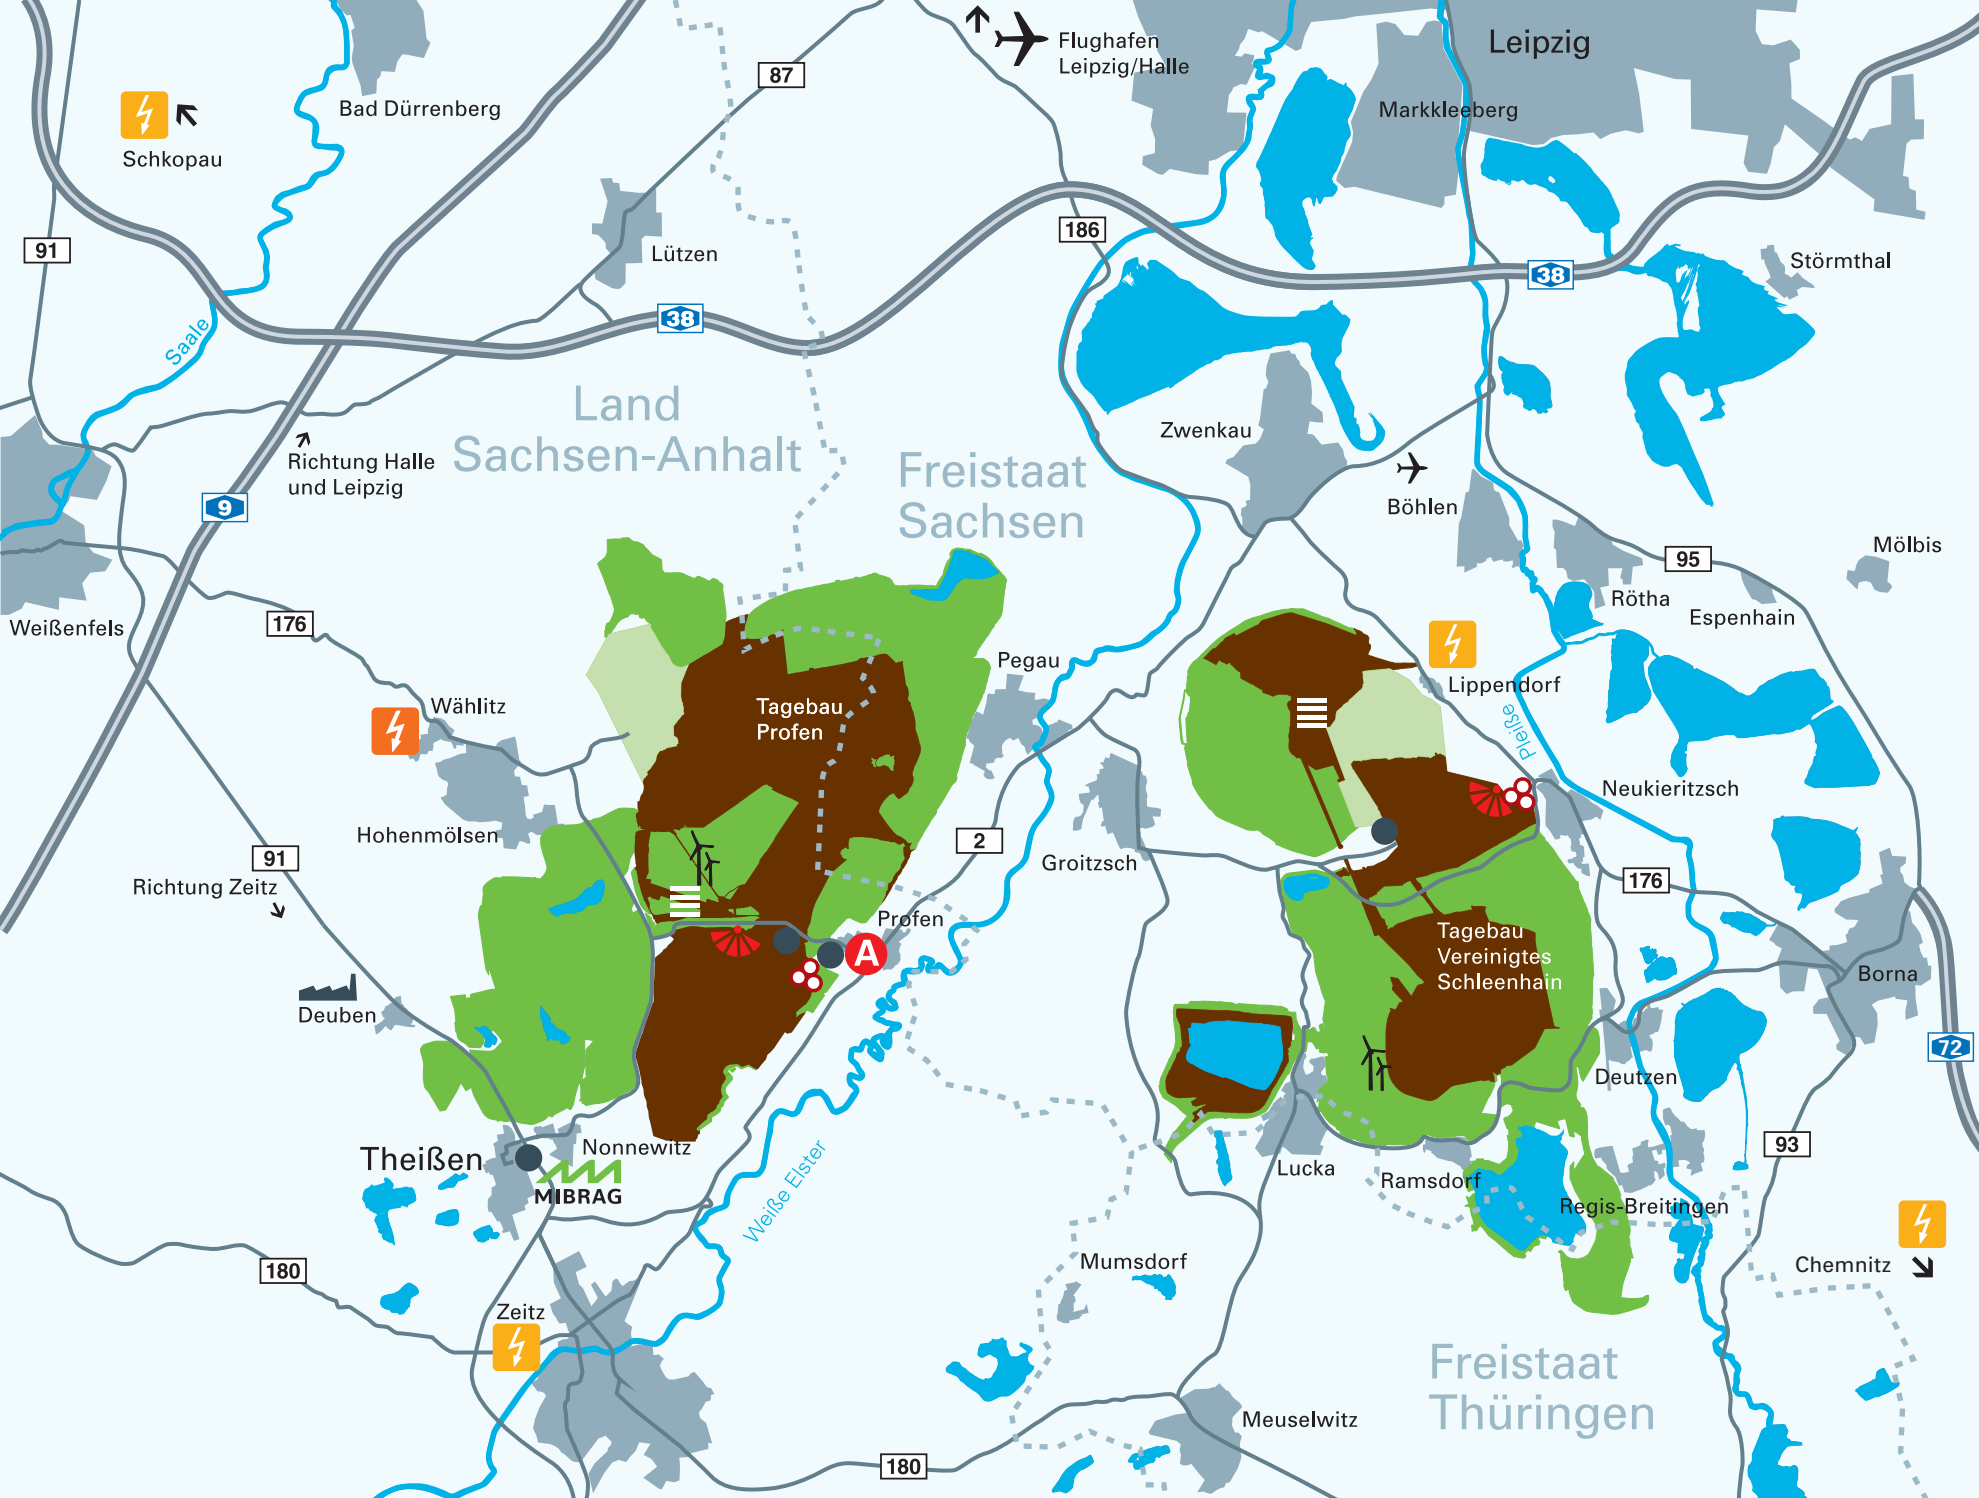 Leipzig
Flughafen
Leipzig/Halle
87
Bad Dürrenberg
Markkleeberg
Schkopau
186
91
Lützen
Störmthal
38
38
Saale
Land
Sachsen-Anhalt
Zwenkau
Richtung Halle
und Leipzig
Freistaat
Sachsen
9
Böhlen
Mölbis
95
Rötha
Espenhain
Weißenfels
176
Pegau
Lippendorf
Wählitz
Tagebau
Profen
Pleiße
Neukieritzsch
Hohenmölsen
2
Groitzsch
91
Richtung Zeitz
176
Profen
A
Tagebau
Vereinigtes
Schleenhain
Borna
Deuben
72
Deutzen
Theißen
Nonnewitz
MIBRAG
93
Lucka
Ramsdorf
Regis-Breitingen
Weiße Elster
180
Mumsdorf
Chemnitz
Zeitz
Freistaat
Thüringen
Meuselwitz
180